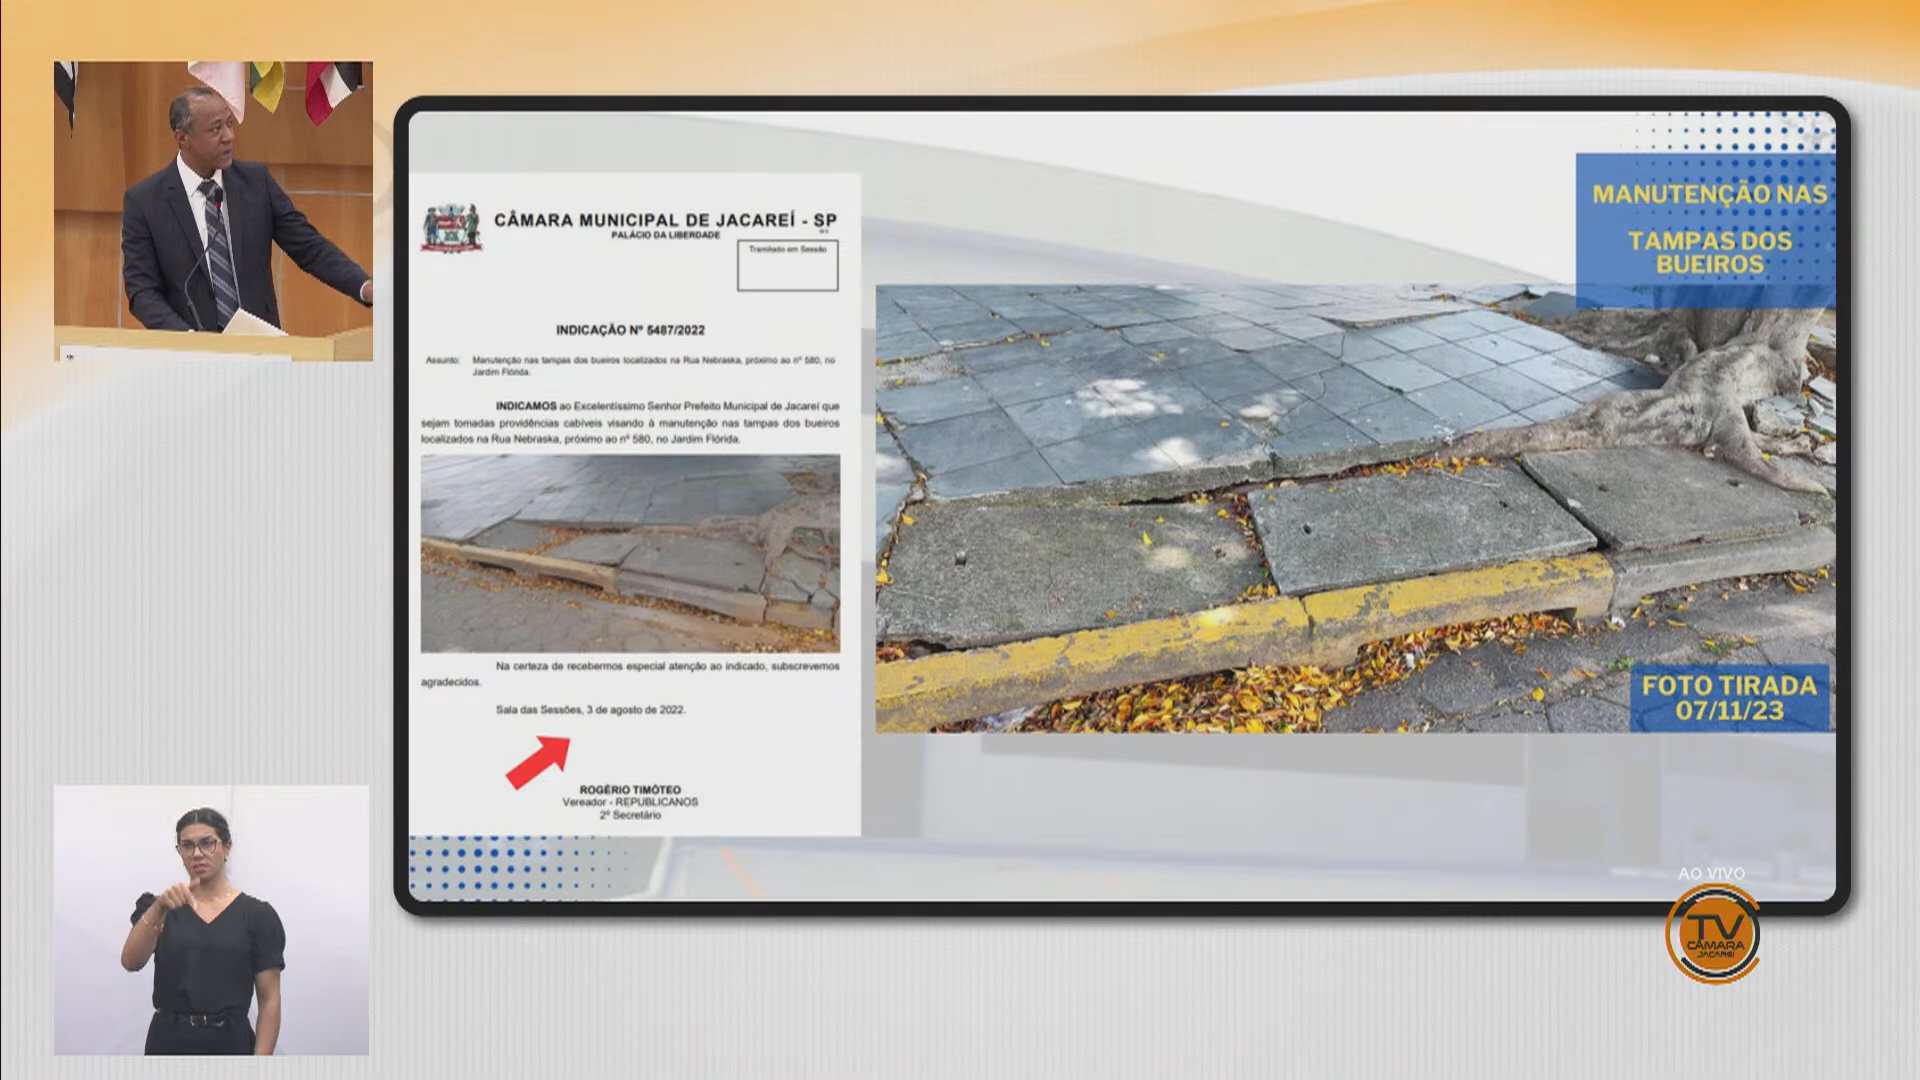 CÂMARA MUNICIPAL DE JACAREÍ - SP
PALÁCIO DA LIBERDADE
Tramitado em Sessão
INDICAÇÃO Nº 5487/2022
Assunto: Manutenção nas tampas dos bueiros localizados na Rua Nebraska, próximo ao nº 580, no
Jardim Flórida.
INDICAMOS ao Excelentíssimo Senhor Prefeito Municipal de Jacareí que
sejam tomadas providências cabíveis visando à manutenção nas tampas dos bueiros
localizados na Rua Nebraska, próximo ao nº 580, no Jardim Flórida.
Na certeza de recebermos especial atenção ao indicado, subscrevemos
agradecidos.
Sala das Sessões, 3 de agosto de 2022.
ROGÉRIO TIMÓTEO
Vereador - REPUBLICANOS
2º Secretário
MANUTENÇÃO NAS
TAMPAS DOS
BUEIROS
FOTO TIRADA
07/11/23
AO VIVO
TV
CÂMARA
JACAREÍ